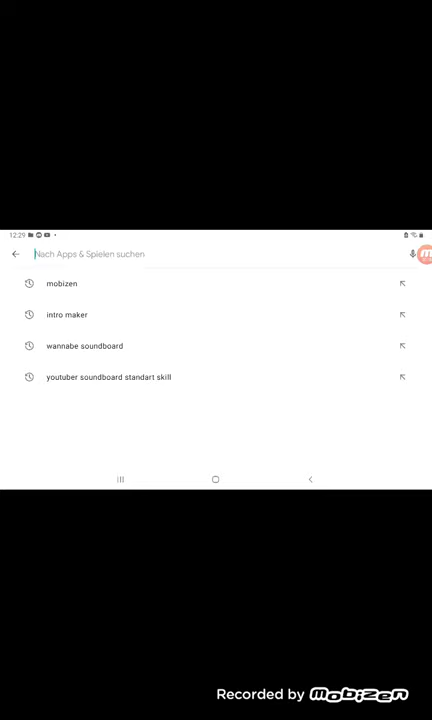 12:29
Nach Apps & Spielen suchen
mobizen
intro maker
wannabe soundboard
youtuber soundboard standart skill
Recorded by mobizen